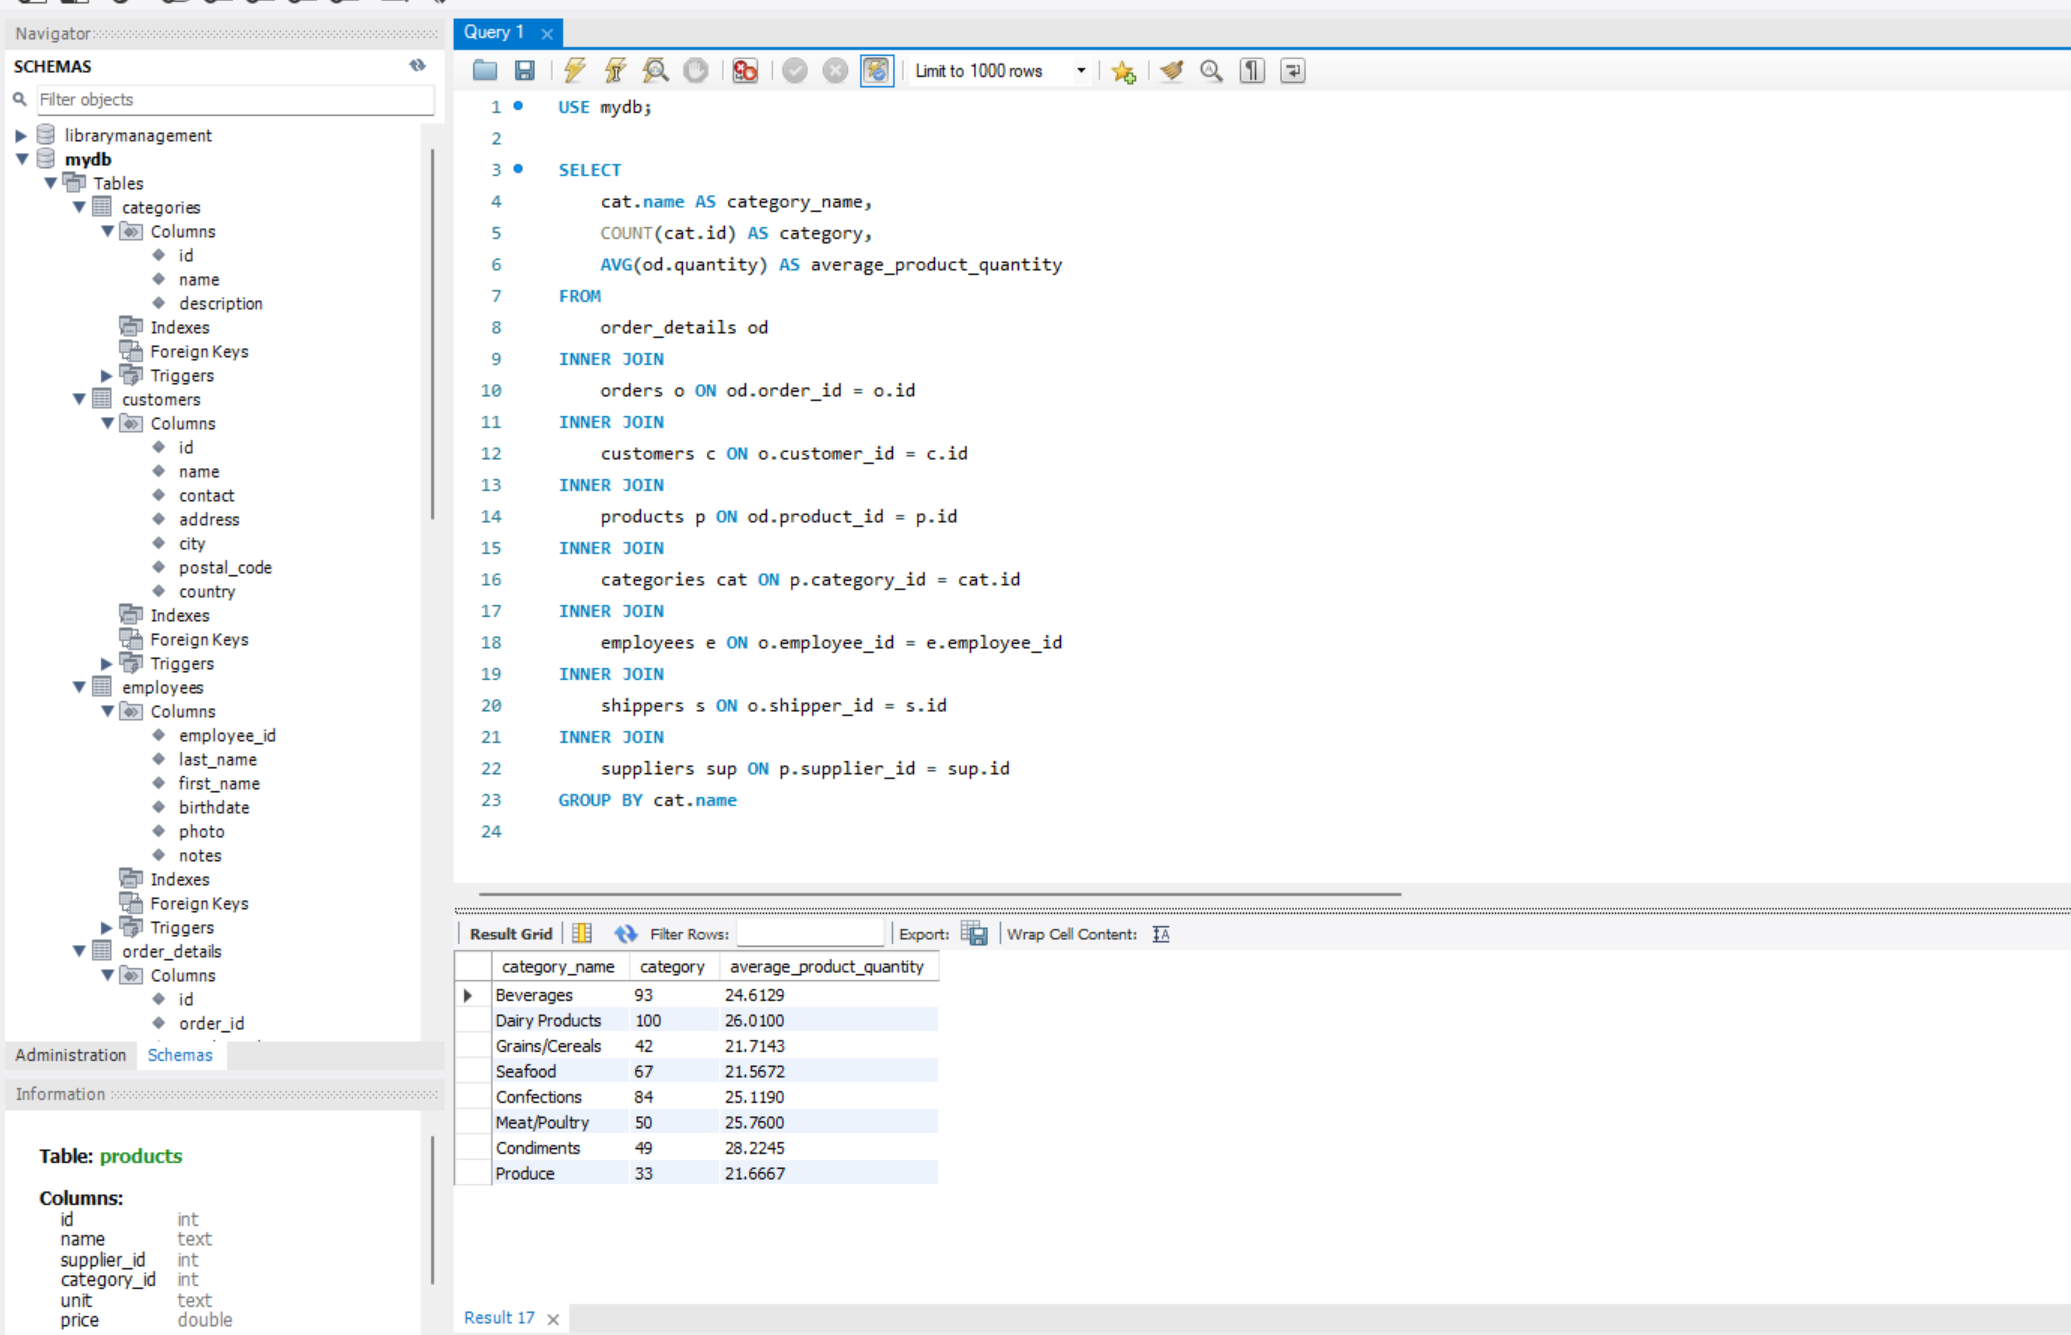 Navigator
SCHEMAS
Filter objects
librarymanagement
mydb
Tables
categories
Columns
id
name
description
Indexes
Foreign Keys
Triggers
customers
Columns
id
name
contact
address
city
postal_code
country
Indexes
Foreign Keys
Triggers
employees
Columns
employee_id
last_name
first_name
birthdate
photo
notes
Indexes
Foreign Keys
Triggers
order_details
Columns
id
order_id
Administration Schemas
Information
Table: products
Columns:
id int
name text
supplier_id int
category_id int
unit text
price double
Query 1
Limit to 1000 rows
1 USE mydb;
2
3 SELECT
4 cat.name AS category_name,
5 COUNT(cat.id) AS category,
6 AVG(od.quantity) AS average_product_quantity
7 FROM
8 order_details od
9 INNER JOIN
10 orders o ON od.order_id = o.id
11 INNER JOIN
12 customers c ON o.customer_id = c.id
13 INNER JOIN
14 products p ON od.product_id = p.id
15 INNER JOIN
16 categories cat ON p.category_id = cat.id
17 INNER JOIN
18 employees e ON o.employee_id = e.employee_id
19 INNER JOIN
20 shippers s ON o.shipper_id = s.id
21 INNER JOIN
22 suppliers sup ON p.supplier_id = sup.id
23 GROUP BY cat.name
24
Result Grid Filter Rows: Export: Wrap Cell Content:
category_name category average_product_quantity
Beverages 93 24.6129
Dairy Products 100 26.0100
Grains/Cereals 42 21.7143
Seafood 67 21.5672
Confections 84 25.1190
Meat/Poultry 50 25.7600
Condiments 49 28.2245
Produce 33 21.6667
Result 17